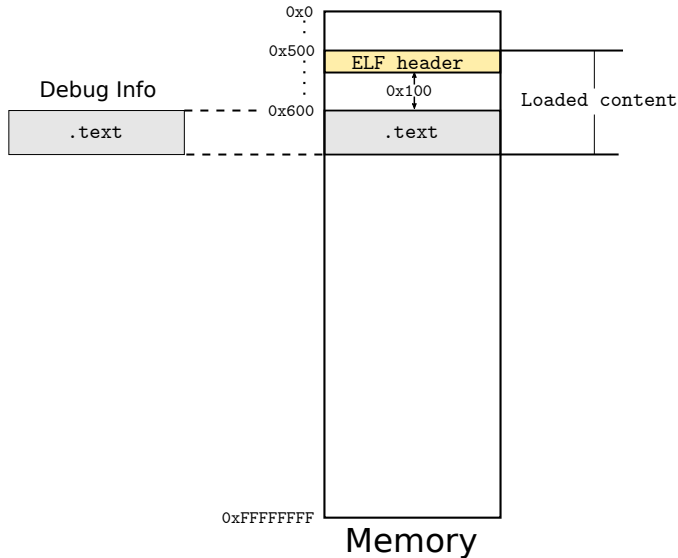 0x0
0x500
ELF header
Debug Info
0x100
Loaded content
0x600
.text
.text
0xFFFFFFFF
Memory